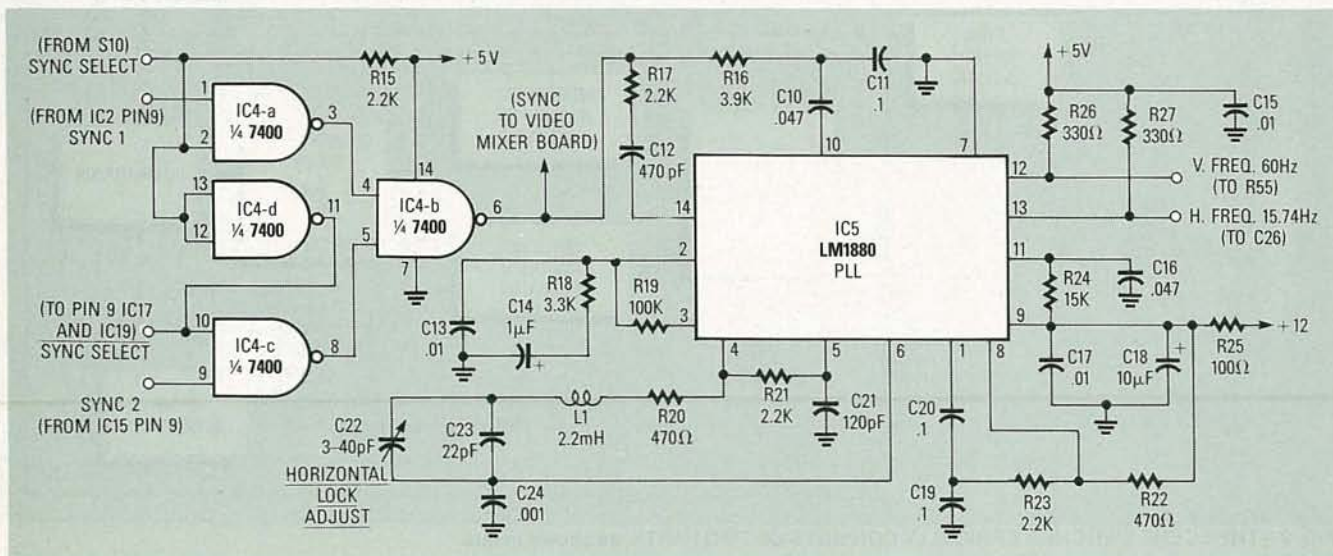 (FROM S10)
SYNC SELECT
(FROM IC2 PIN9)
SYNC 1
1
2
IC4-a
¼ 7400
3
13
12
IC4-d
¼ 7400
11
(TO PIN 9 IC17
AND IC19)
SYNC SELECT
10
9
IC4-c
¼ 7400
8
SYNC 2
(FROM IC15 PIN 9)
R15
2.2K
+5V
14
4
5
IC4-b
¼ 7400
6
7
(SYNC
TO VIDEO
MIXER BOARD)
R17
2.2K
C12
470 pF
R16
3.9K
C10
.047
C11
.1
10
7
14
2
3
4
5
6
1
8
9
11
13
12
IC5
LM1880
PLL
C13
.01
C14
1μF
+
R18
3.3K
R19
100K
C22
3–40pF
HORIZONTAL
LOCK
ADJUST
C23
22pF
C24
.001
L1
2.2mH
R20
470Ω
R21
2.2K
C21
120pF
C20
.1
C19
.1
R23
2.2K
R22
470Ω
+5V
R26
330Ω
R27
330Ω
C15
.01
V. FREQ. 60Hz
(TO R55)
H. FREQ. 15.74Hz
(TO C26)
R24
15K
C16
.047
C17
.01
C18
10μF
+
R25
100Ω
+12